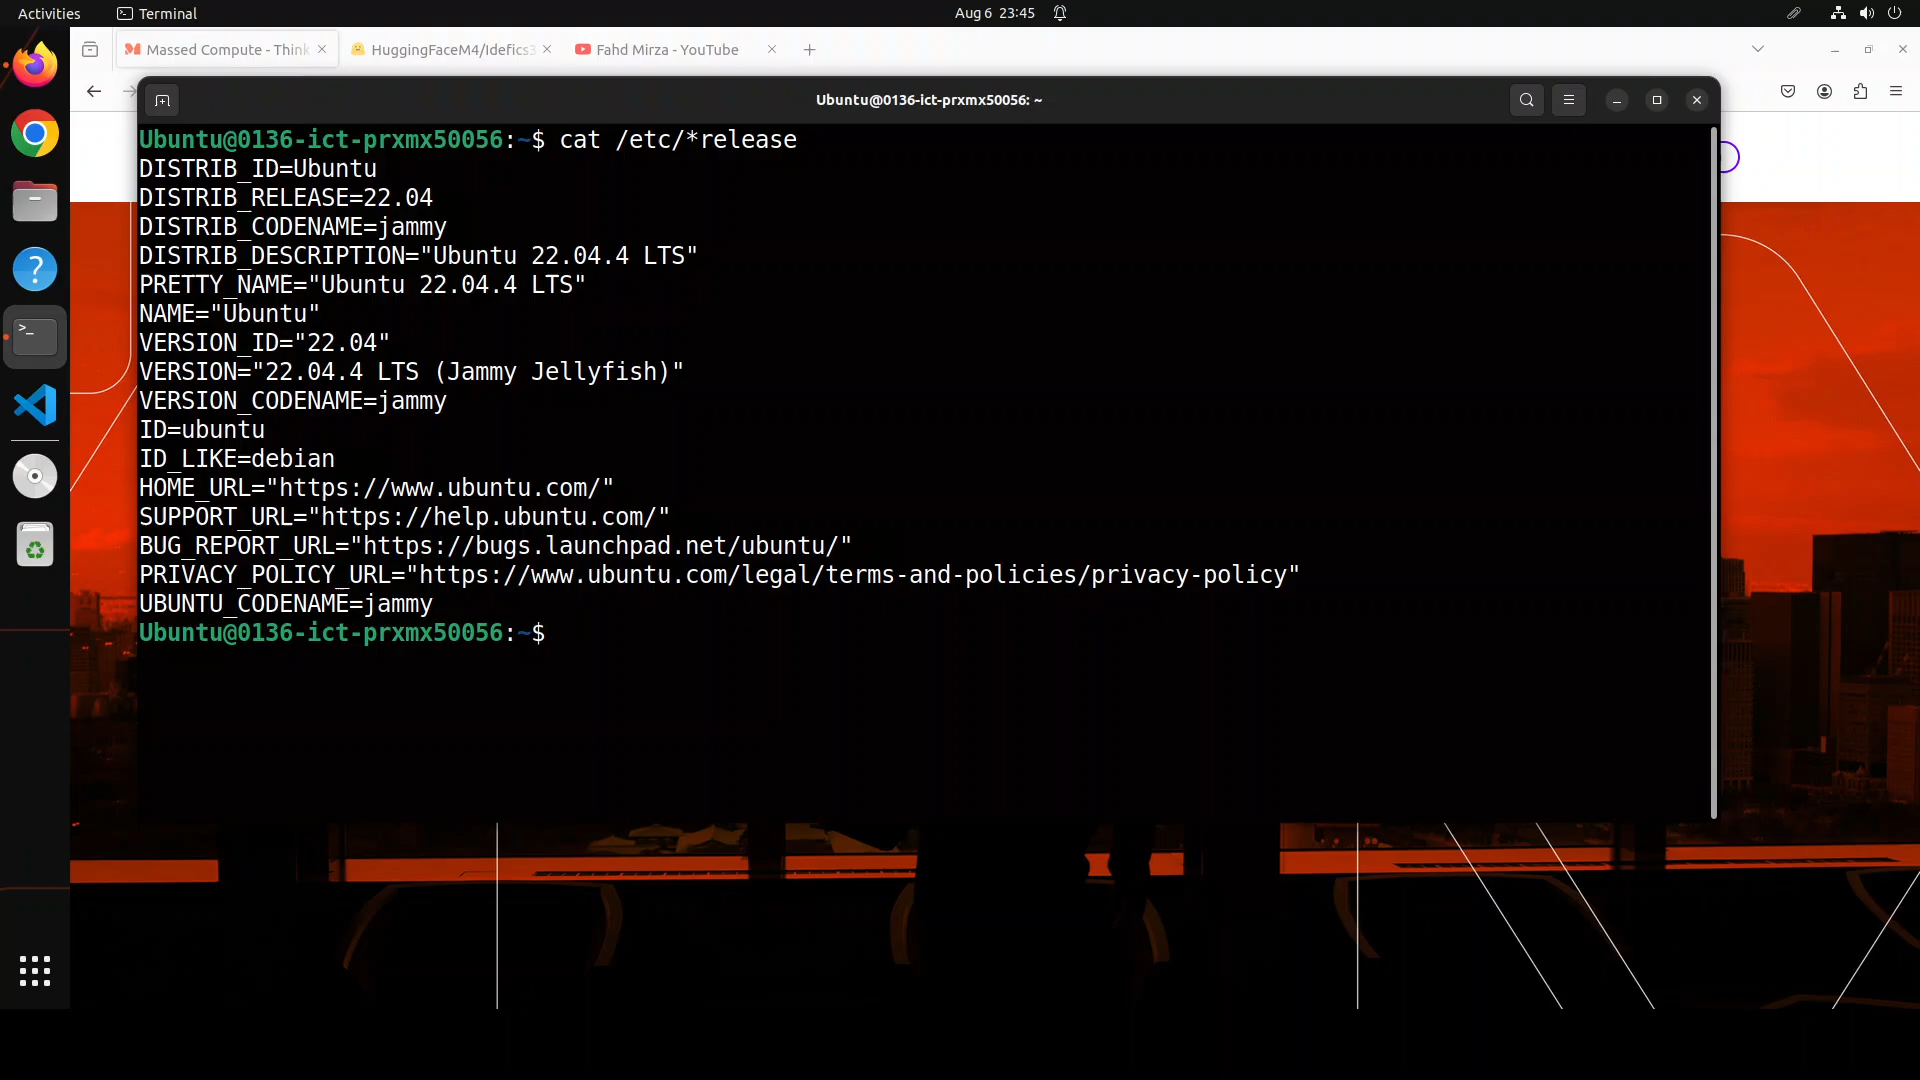 Activities Terminal Aug 6 23:45
Massed Compute - Think HuggingFaceM4/Idefics3 Fahd Mirza - YouTube
Ubuntu@0136-ict-prxmx50056: ~
Ubuntu@0136-ict-prxmx50056:~$ cat /etc/*release
DISTRIB_ID=Ubuntu
DISTRIB_RELEASE=22.04
DISTRIB_CODENAME=jammy
DISTRIB_DESCRIPTION="Ubuntu 22.04.4 LTS"
PRETTY_NAME="Ubuntu 22.04.4 LTS"
NAME="Ubuntu"
VERSION_ID="22.04"
VERSION="22.04.4 LTS (Jammy Jellyfish)"
VERSION_CODENAME=jammy
ID=ubuntu
ID_LIKE=debian
HOME_URL="https://www.ubuntu.com/"
SUPPORT_URL="https://help.ubuntu.com/"
BUG_REPORT_URL="https://bugs.launchpad.net/ubuntu/"
PRIVACY_POLICY_URL="https://www.ubuntu.com/legal/terms-and-policies/privacy-policy"
UBUNTU_CODENAME=jammy
Ubuntu@0136-ict-prxmx50056:~$